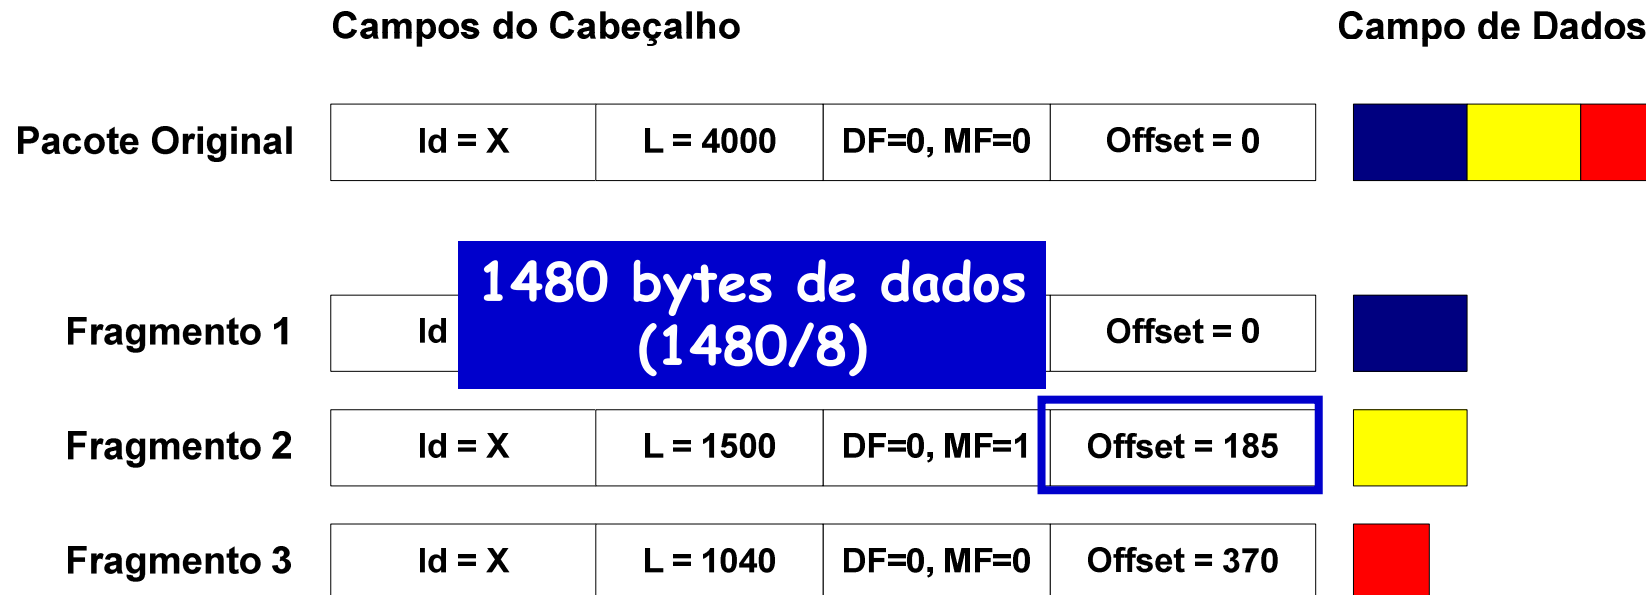 Campos do Cabeçalho Campo de Dados
Pacote Original Id = X L = 4000 DF=0, MF=0 Offset = 0
1480 bytes de dados
(1480/8)
Fragmento 1 Id Offset = 0
Fragmento 2 Id = X L = 1500 DF=0, MF=1 Offset = 185
Fragmento 3 Id = X L = 1040 DF=0, MF=0 Offset = 370